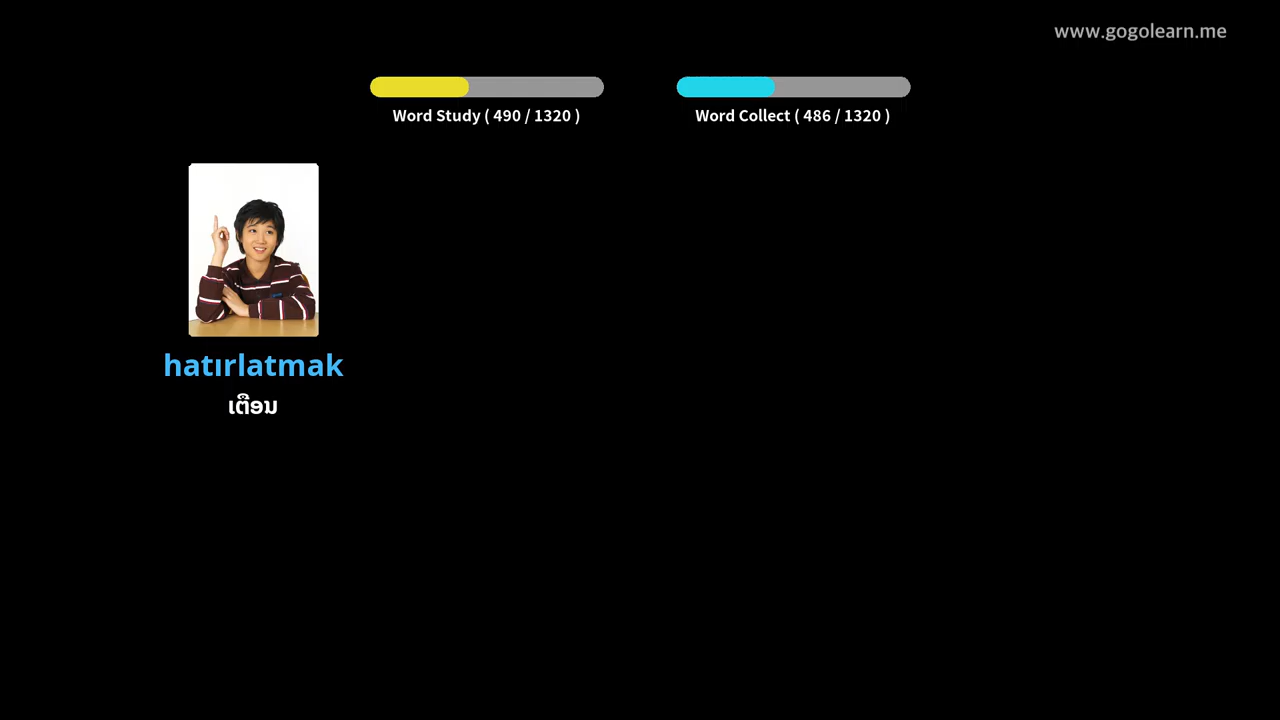 www.gogolearn.me
Word Study ( 490 / 1320 )
Word Collect ( 486 / 1320 )
hatırlatmak
ເຕືອນ